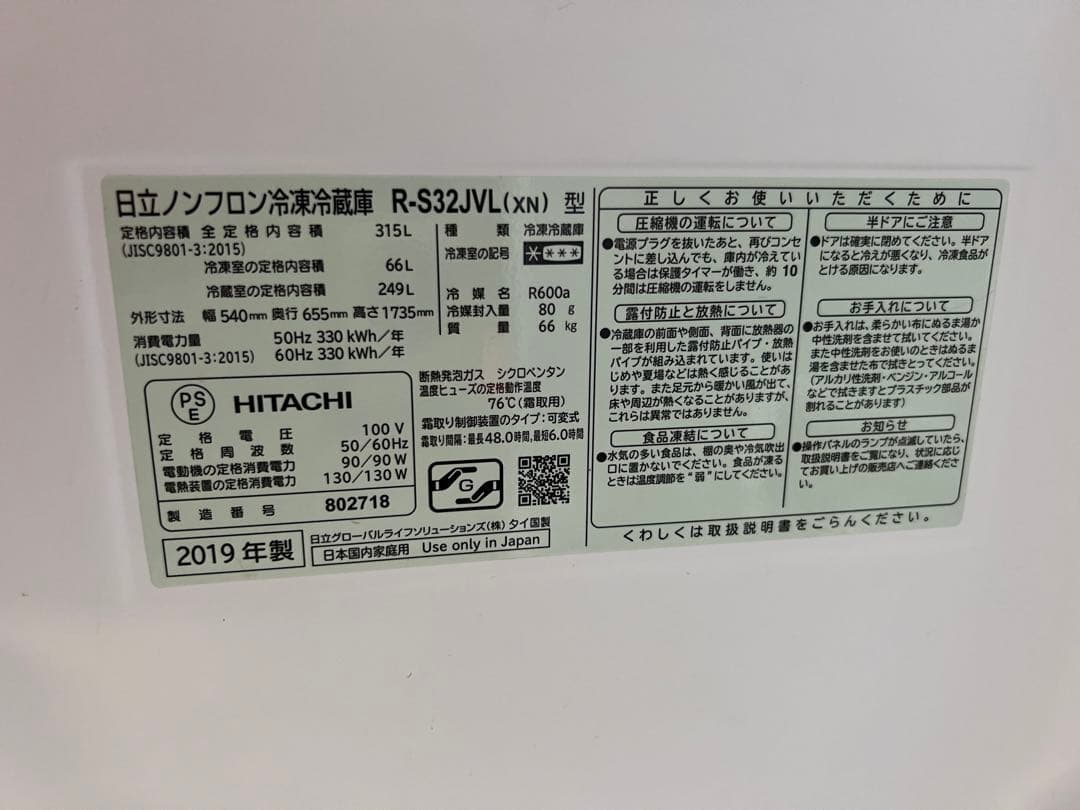 日立ノンフロン冷凍冷蔵庫 R-S32JVL(XN) 型
定格内容積 全定格内容積 315L
(JISC9801-3:2015)
冷凍室の定格内容積 66L
冷蔵室の定格内容積 249L
外形寸法 幅540mm 奥行655mm 高さ1735mm
消費電力量 50Hz 330 kWh/年
(JISC9801-3:2015) 60Hz 330 kWh/年
種類 冷凍冷蔵庫
冷凍室の記号 ****
冷媒名 R600a
冷媒封入量 80 g
質量 66 kg
PSE HITACHI
定格電圧 100 V
定格周波数 50/60Hz
電動機の定格消費電力 90/90W
電熱装置の定格消費電力 130/130W
製造番号 802718
断熱発泡ガス シクロペンタン
温度ヒューズの定格動作温度
76℃(霜取用)
霜取り制御装置のタイプ:可変式
霜取り間隔:最長48.0時間,最短6.0時間
G
2019年製
日立グローバルライフソリューションズ(株) タイ国製
日本国内家庭用 Use only in Japan
正しくお使いいただくために
圧縮機の運転について
●電源プラグを抜いたあと、再びコンセ
ントに差し込んでも、庫内が冷えてい
る場合は保護タイマーが働き、約10
分間は圧縮機の運転をしません。
露付防止と放熱について
●冷蔵庫の前面や側面、背面に放熱器の
一部を利用した露付防止パイプ・放熱
パイプが組み込まれています。使いは
じめや夏場などは熱く感じることがあ
ります。また足元から暖かい風が出て、
床や周辺が熱くなることがありますが、
これらは異常ではありません。
食品凍結について
●水気の多い食品は、棚の奥や冷気吹出
口に置かないでください。食品が凍る
ときは温度調節を“弱”にしてください。
半ドアにご注意
●ドアは確実に閉めてください。半ドア
になると冷えが悪くなり、冷凍食品が
とける原因になります。
お手入れについて
●お手入れは、柔らかい布にぬるま湯か
中性洗剤を含ませて拭いてください。
また中性洗剤をお使いのときはぬるま
湯を含ませた布で拭きとってください。
(アルカリ性洗剤・ベンジン・アルコール
などで拭きますとプラスチック部品が
割れることがあります)
お知らせ
●操作パネルのランプが点滅していたら、
取扱説明書をご覧になり、状況に応じ
てお買い上げの販売店へご連絡くださ
い。
くわしくは取扱説明書をごらんください。